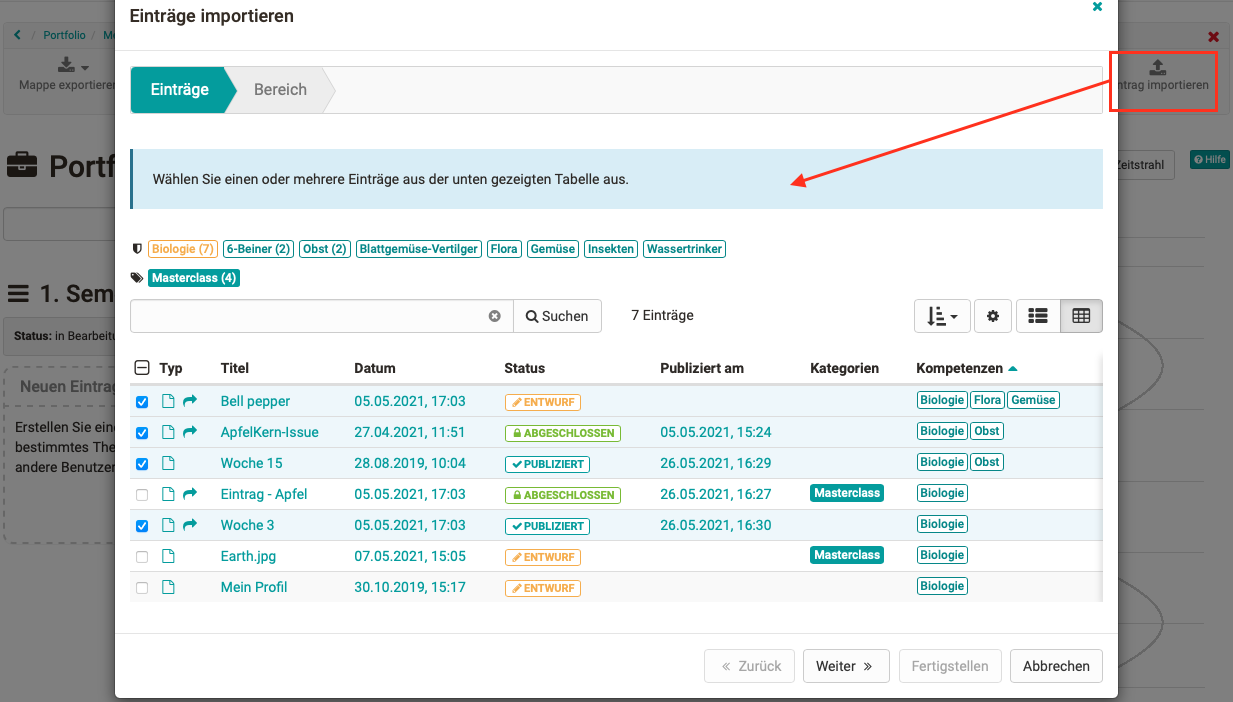 Einträge importieren
Portfolio / Me
Mappe exportieren
ntrag importieren
Einträge
Bereich
Portf
Zeitstrahl
Hilfe
Wählen Sie einen oder mehrere Einträge aus der unten gezeigten Tabelle aus.
Biologie (7) 6-Beiner (2) Obst (2) Blattgemüse-Vertilger Flora Gemüse Insekten Wassertrinker
Masterclass (4)
1. Sem
Suchen
7 Einträge
Status: in Bearbeitu
Typ Titel Datum Status Publiziert am Kategorien Kompetenzen
Neuen Eintrag
Bell pepper 05.05.2021, 17:03 ENTWURF Biologie Flora Gemüse
Erstellen Sie eine
bestimmtes The
andere Benutzer
ApfelKern-Issue 27.04.2021, 11:51 ABGESCHLOSSEN 05.05.2021, 15:24 Biologie Obst
Woche 15 28.08.2019, 10:04 PUBLIZIERT 26.05.2021, 16:29 Biologie Obst
Eintrag - Apfel 05.05.2021, 17:03 ABGESCHLOSSEN 26.05.2021, 16:27 Masterclass Biologie
Woche 3 05.05.2021, 17:03 PUBLIZIERT 26.05.2021, 16:30 Biologie
Earth.jpg 07.05.2021, 15:05 ENTWURF Masterclass Biologie
Mein Profil 30.10.2019, 15:17 ENTWURF Biologie
« Zurück
Weiter »
Fertigstellen
Abbrechen